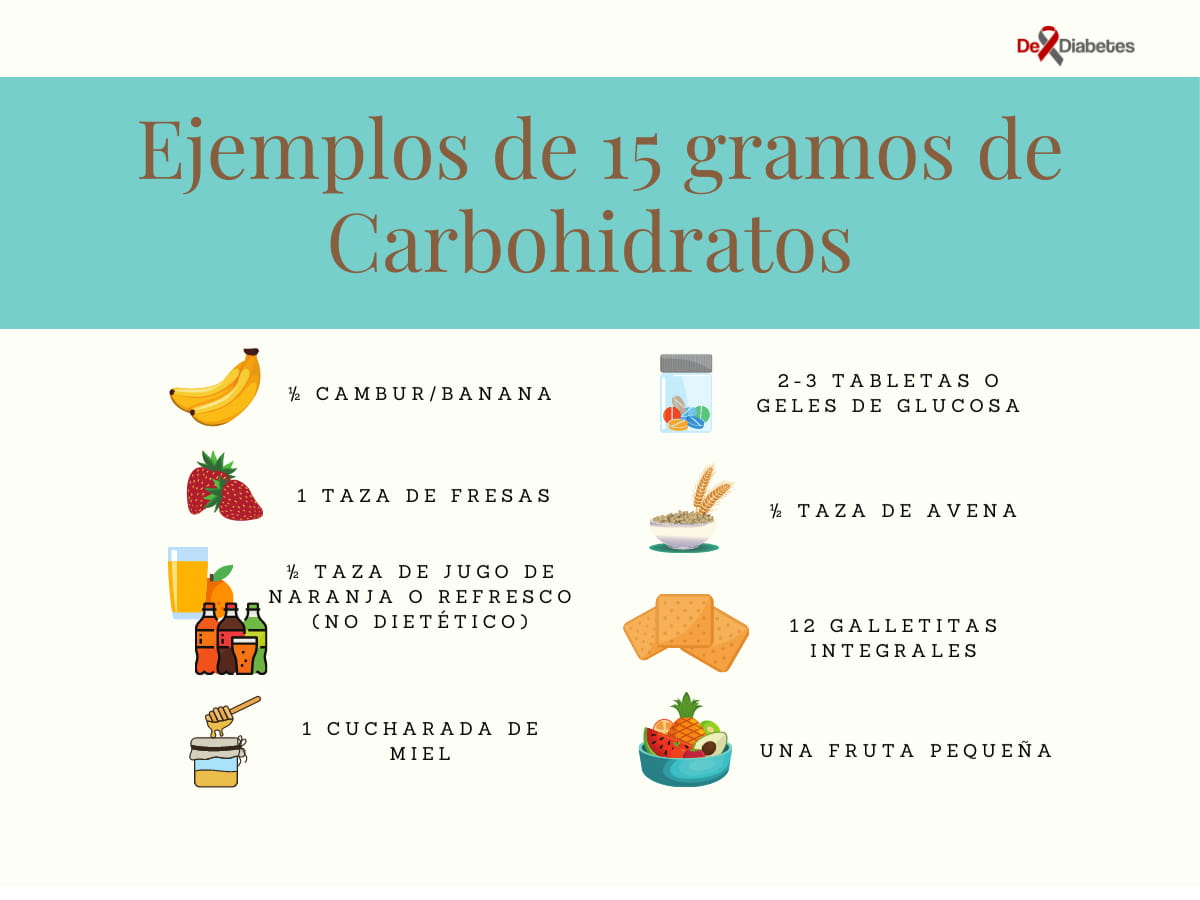 De Diabetes
Ejemplos de 15 gramos de
Carbohidratos
½ CAMBUR/BANANA
1 TAZA DE FRESAS
½ TAZA DE JUGO DE
NARANJA O REFRESCO
(NO DIETÉTICO)
1 CUCHARADA DE
MIEL
2-3 TABLETAS O
GELES DE GLUCOSA
½ TAZA DE AVENA
12 GALLETITAS
INTEGRALES
UNA FRUTA PEQUEÑA